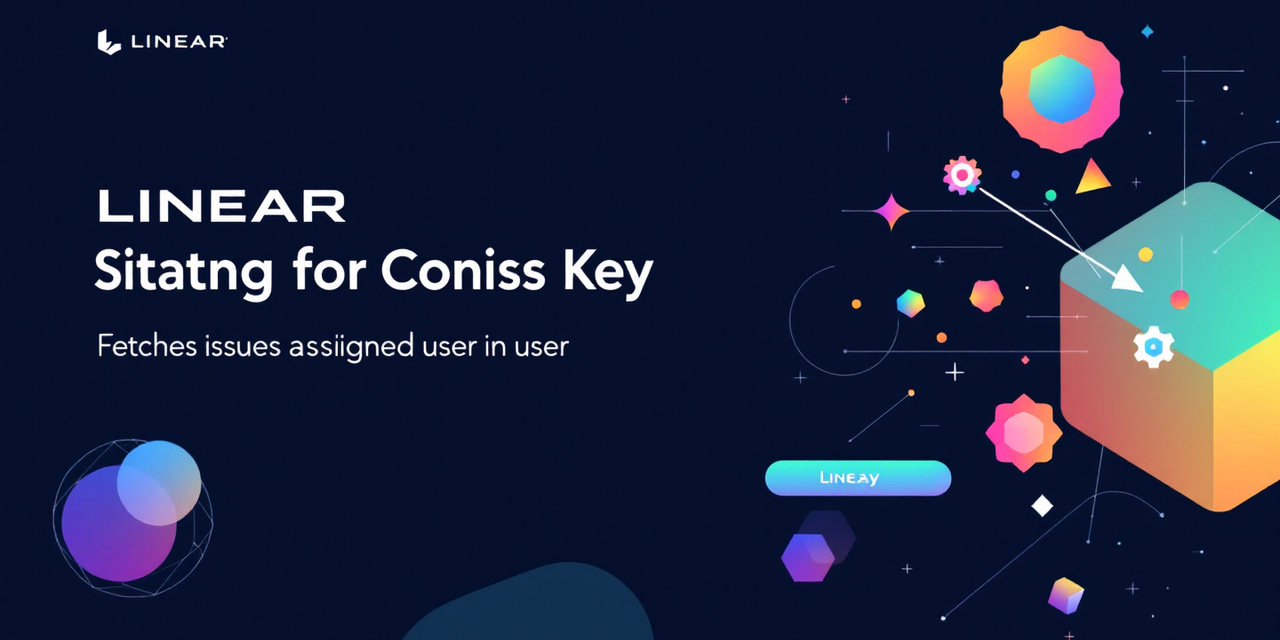 LINEAR
LINEAR
Sitatng for Coniss Key
Fetches issues assiigned user in user
LINEAY